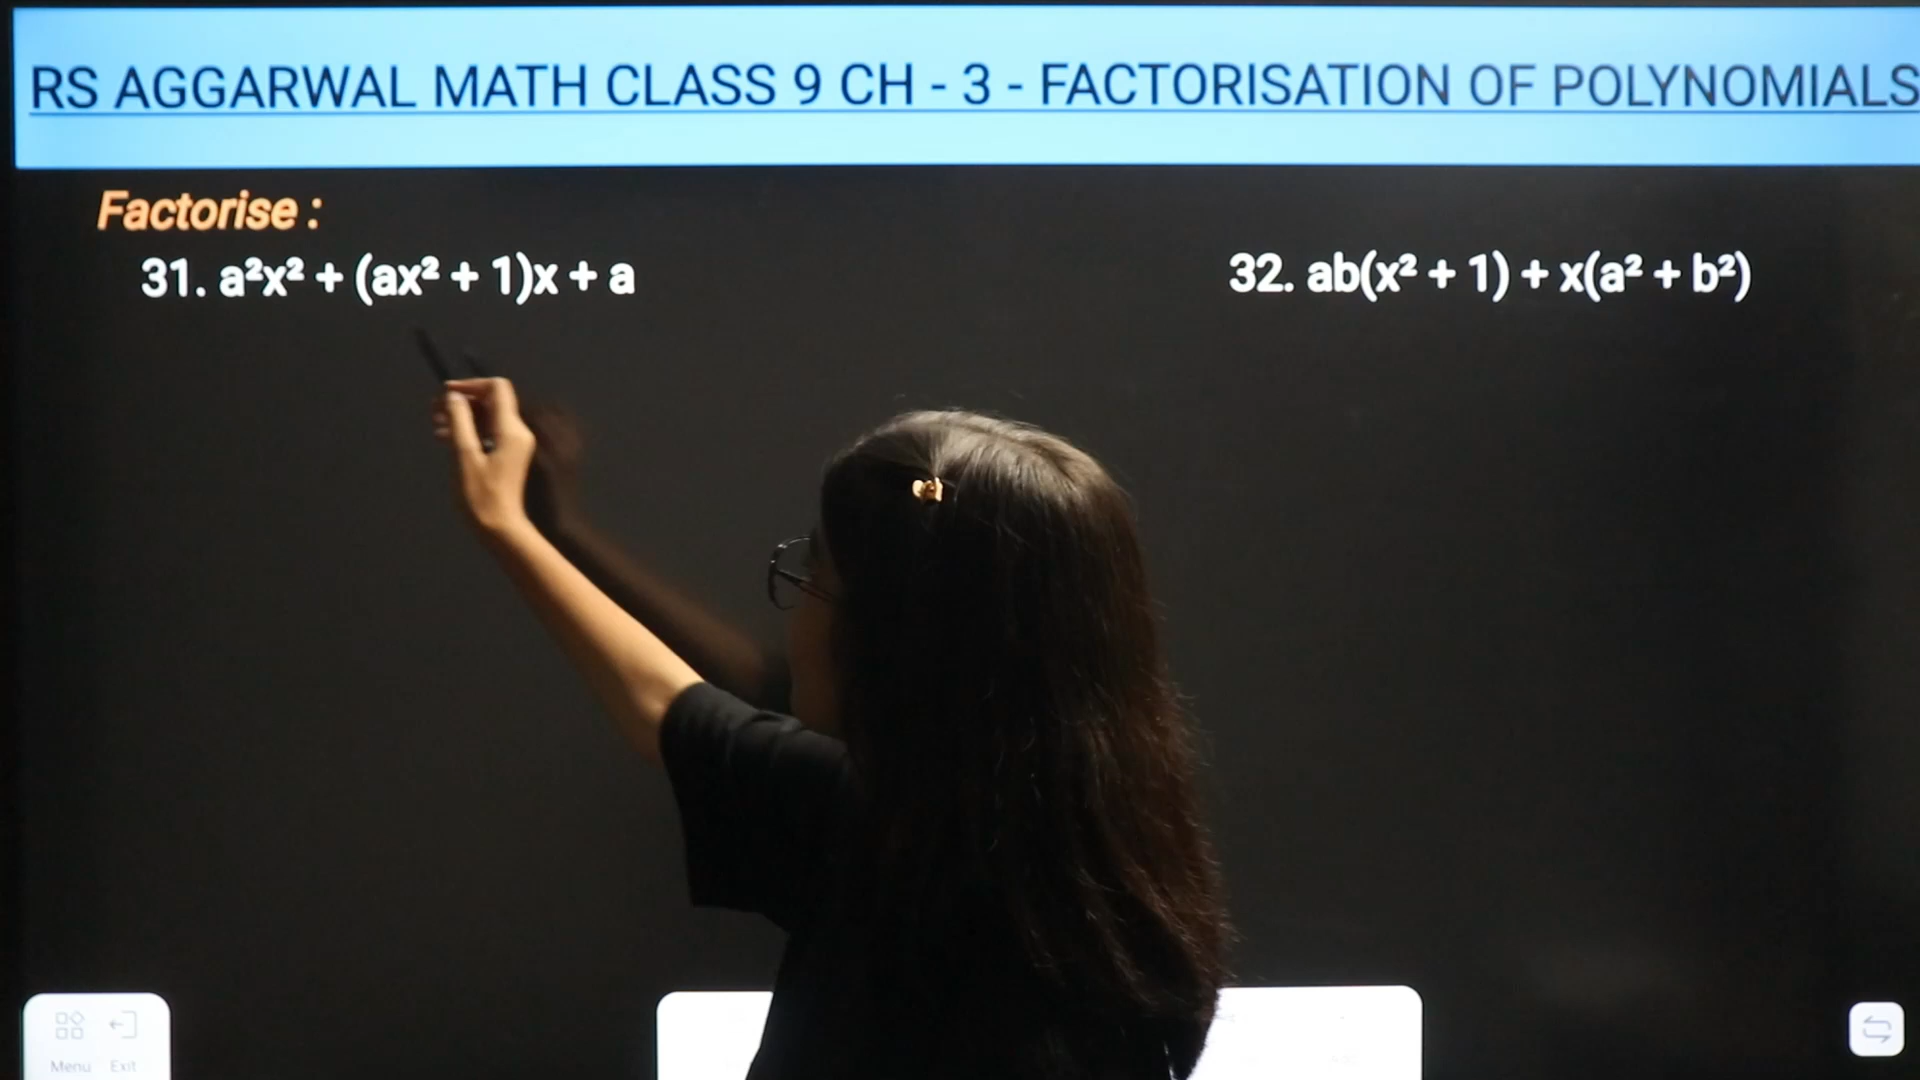 RS AGGARWAL MATH CLASS 9 CH - 3 - FACTORISATION OF POLYNOMIALS
Factorise :
31. a²x² + (ax² + 1)x + a
32. ab(x² + 1) + x(a² + b²)
Menu Exit